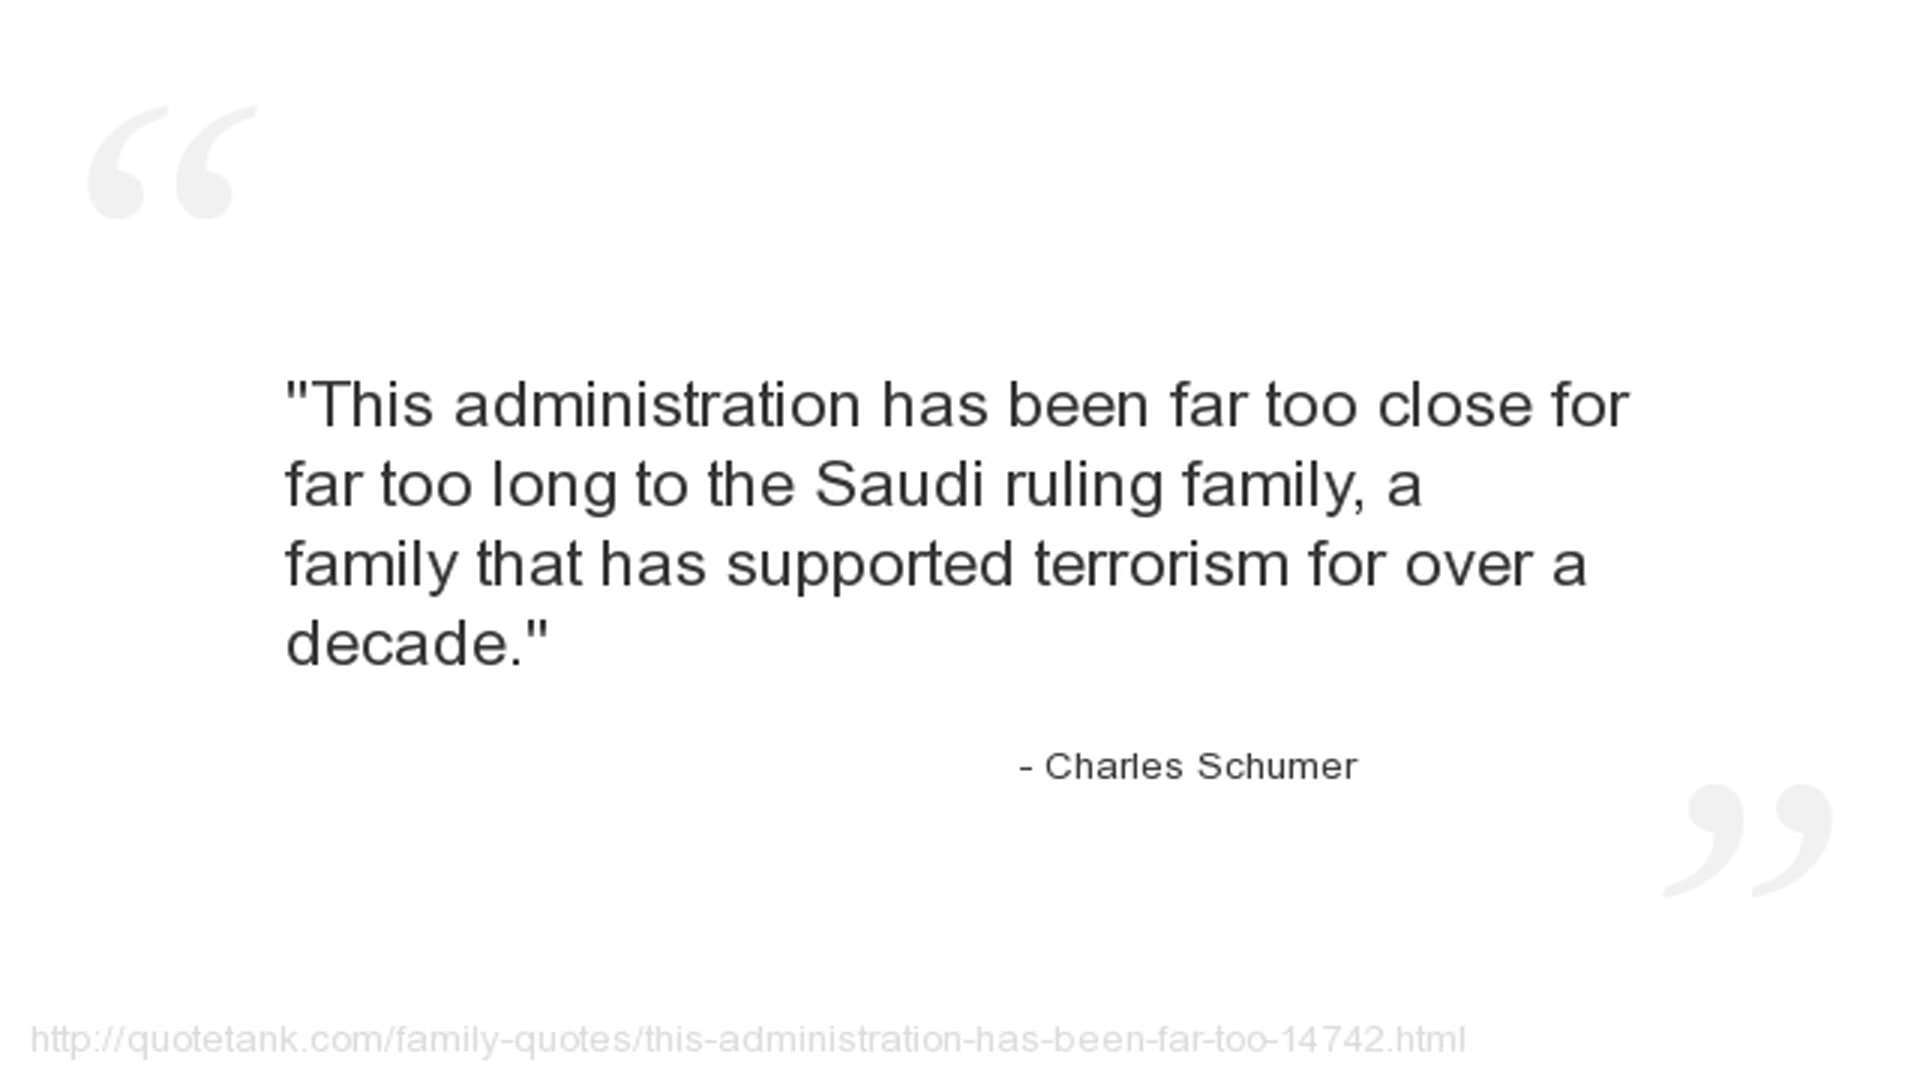 "This administration has been far too close for
far too long to the Saudi ruling family, a
family that has supported terrorism for over a
decade."
- Charles Schumer
http://quotetank.com/family-quotes/this-administration-has-been-far-too-14742.html